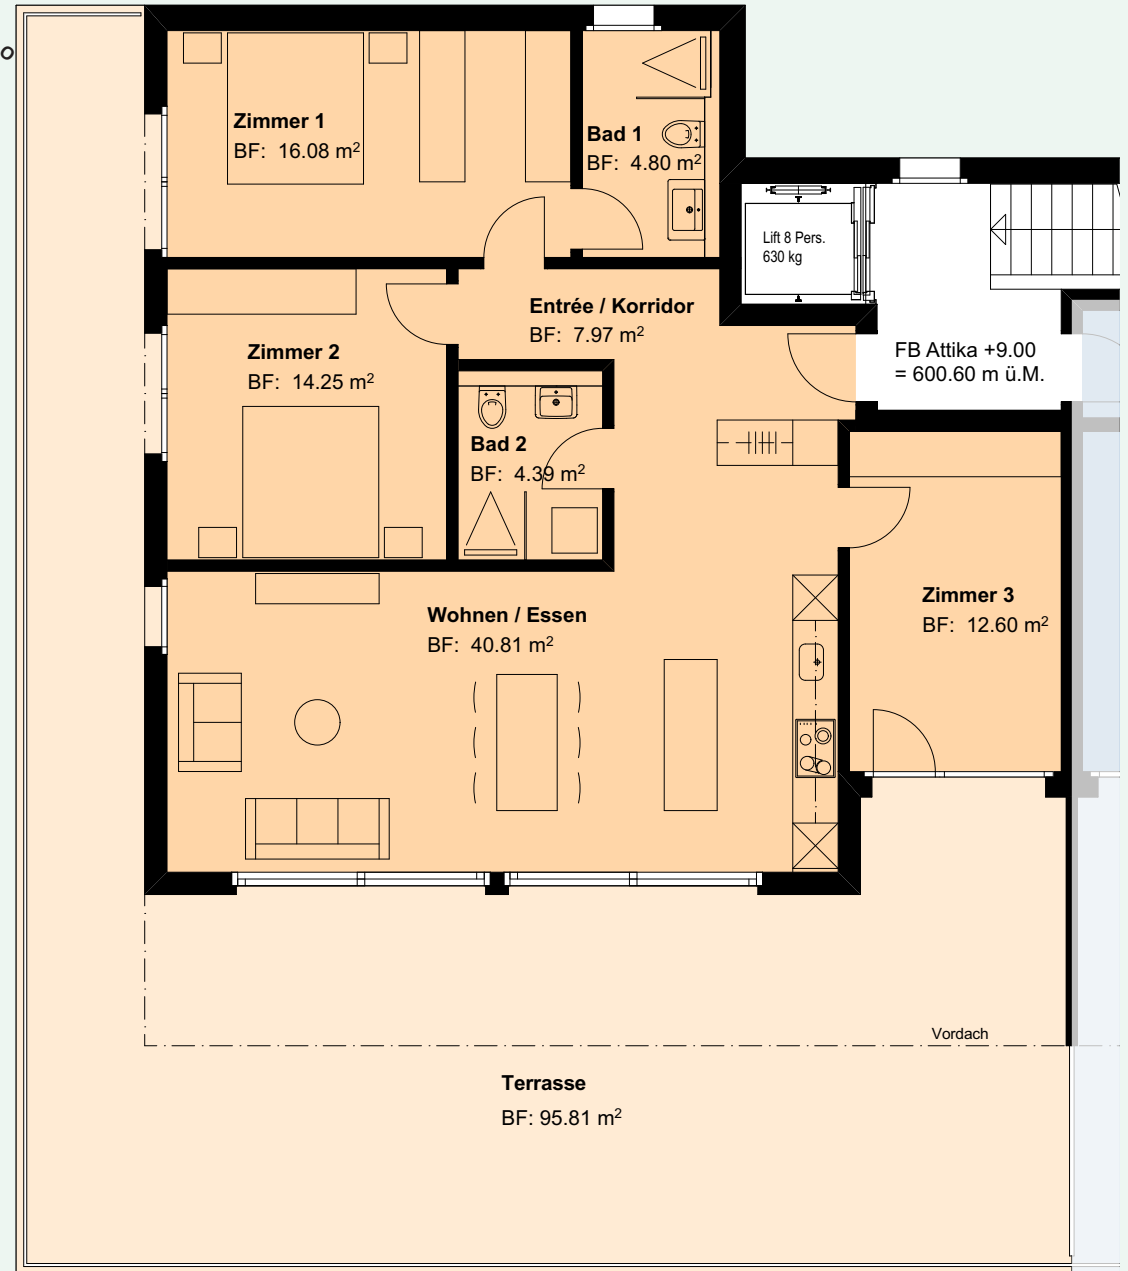 Zimmer 1
BF: 16.08 m²
Bad 1
BF: 4.80 m²
Lift 8 Pers.
630 kg
Entrée / Korridor
BF: 7.97 m²
FB Attika +9.00
= 600.60 m ü.M.
Zimmer 2
BF: 14.25 m²
Bad 2
BF: 4.39 m²
Zimmer 3
BF: 12.60 m²
Wohnen / Essen
BF: 40.81 m²
Vordach
Terrasse
BF: 95.81 m²